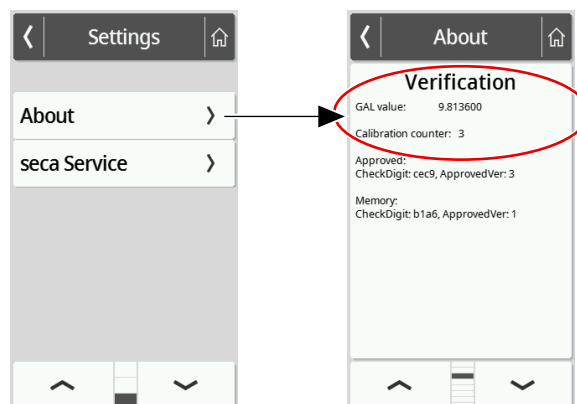 Settings
About
seca Service
About
Verification
GAL value: 9.813600
Calibration counter: 3
Approved:
CheckDigit: cec9, ApprovedVer: 3
Memory:
CheckDigit: b1a6, ApprovedVer: 1